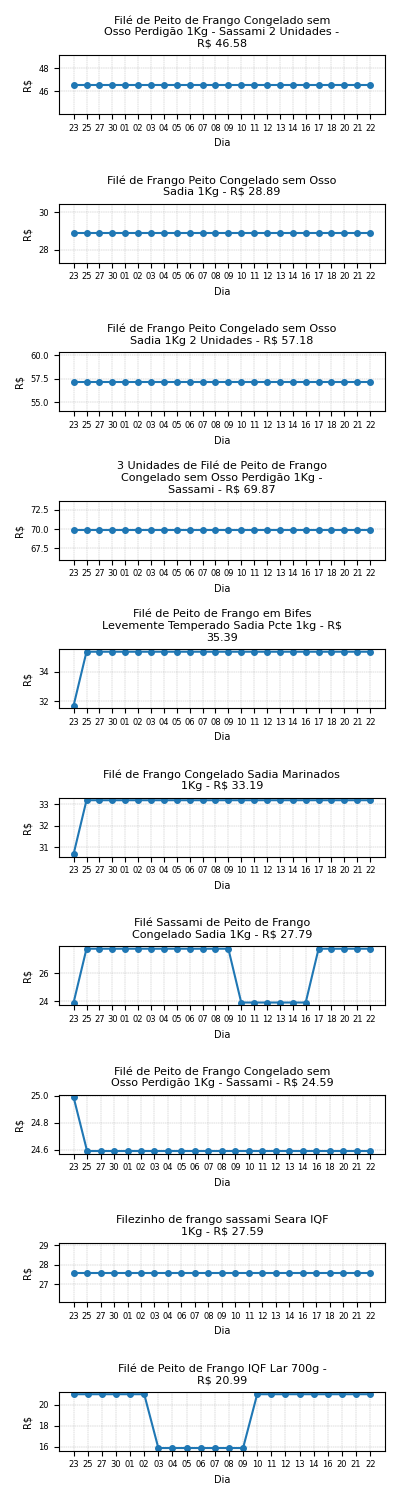 Filé de Peito de Frango Congelado sem
Osso Perdigão 1Kg - Sassami 2 Unidades -
R$ 46.58
48
46
R$
23 25 27 30 01 02 03 04 05 06 07 08 09 10 11 12 13 14 16 17 18 20 21 22
Dia
Filé de Frango Peito Congelado sem Osso
Sadia 1Kg - R$ 28.89
30
28
R$
23 25 27 30 01 02 03 04 05 06 07 08 09 10 11 12 13 14 16 17 18 20 21 22
Dia
Filé de Frango Peito Congelado sem Osso
Sadia 1Kg 2 Unidades - R$ 57.18
60.0
57.5
55.0
R$
23 25 27 30 01 02 03 04 05 06 07 08 09 10 11 12 13 14 16 17 18 20 21 22
Dia
3 Unidades de Filé de Peito de Frango
Congelado sem Osso Perdigão 1Kg -
Sassami - R$ 69.87
72.5
70.0
67.5
R$
23 25 27 30 01 02 03 04 05 06 07 08 09 10 11 12 13 14 16 17 18 20 21 22
Dia
Filé de Peito de Frango em Bifes
Levemente Temperado Sadia Pcte 1kg - R$
35.39
34
32
R$
23 25 27 30 01 02 03 04 05 06 07 08 09 10 11 12 13 14 16 17 18 20 21 22
Dia
Filé de Frango Congelado Sadia Marinados
1Kg - R$ 33.19
33
32
31
R$
23 25 27 30 01 02 03 04 05 06 07 08 09 10 11 12 13 14 16 17 18 20 21 22
Dia
Filé Sassami de Peito de Frango
Congelado Sadia 1Kg - R$ 27.79
26
24
R$
23 25 27 30 01 02 03 04 05 06 07 08 09 10 11 12 13 14 16 17 18 20 21 22
Dia
Filé de Peito de Frango Congelado sem
Osso Perdigão 1Kg - Sassami - R$ 24.59
25.0
24.8
24.6
R$
23 25 27 30 01 02 03 04 05 06 07 08 09 10 11 12 13 14 16 17 18 20 21 22
Dia
Filezinho de frango sassami Seara IQF
1Kg - R$ 27.59
29
28
27
R$
23 25 27 30 01 02 04 05 06 07 08 09 10 11 12 13 14 16 17 18 20 21 22
Dia
Filé de Peito de Frango IQF Lar 700g -
R$ 20.99
20
18
16
R$
23 25 27 30 01 02 03 04 05 07 08 09 10 11 12 13 14 16 17 20 21 22
Dia